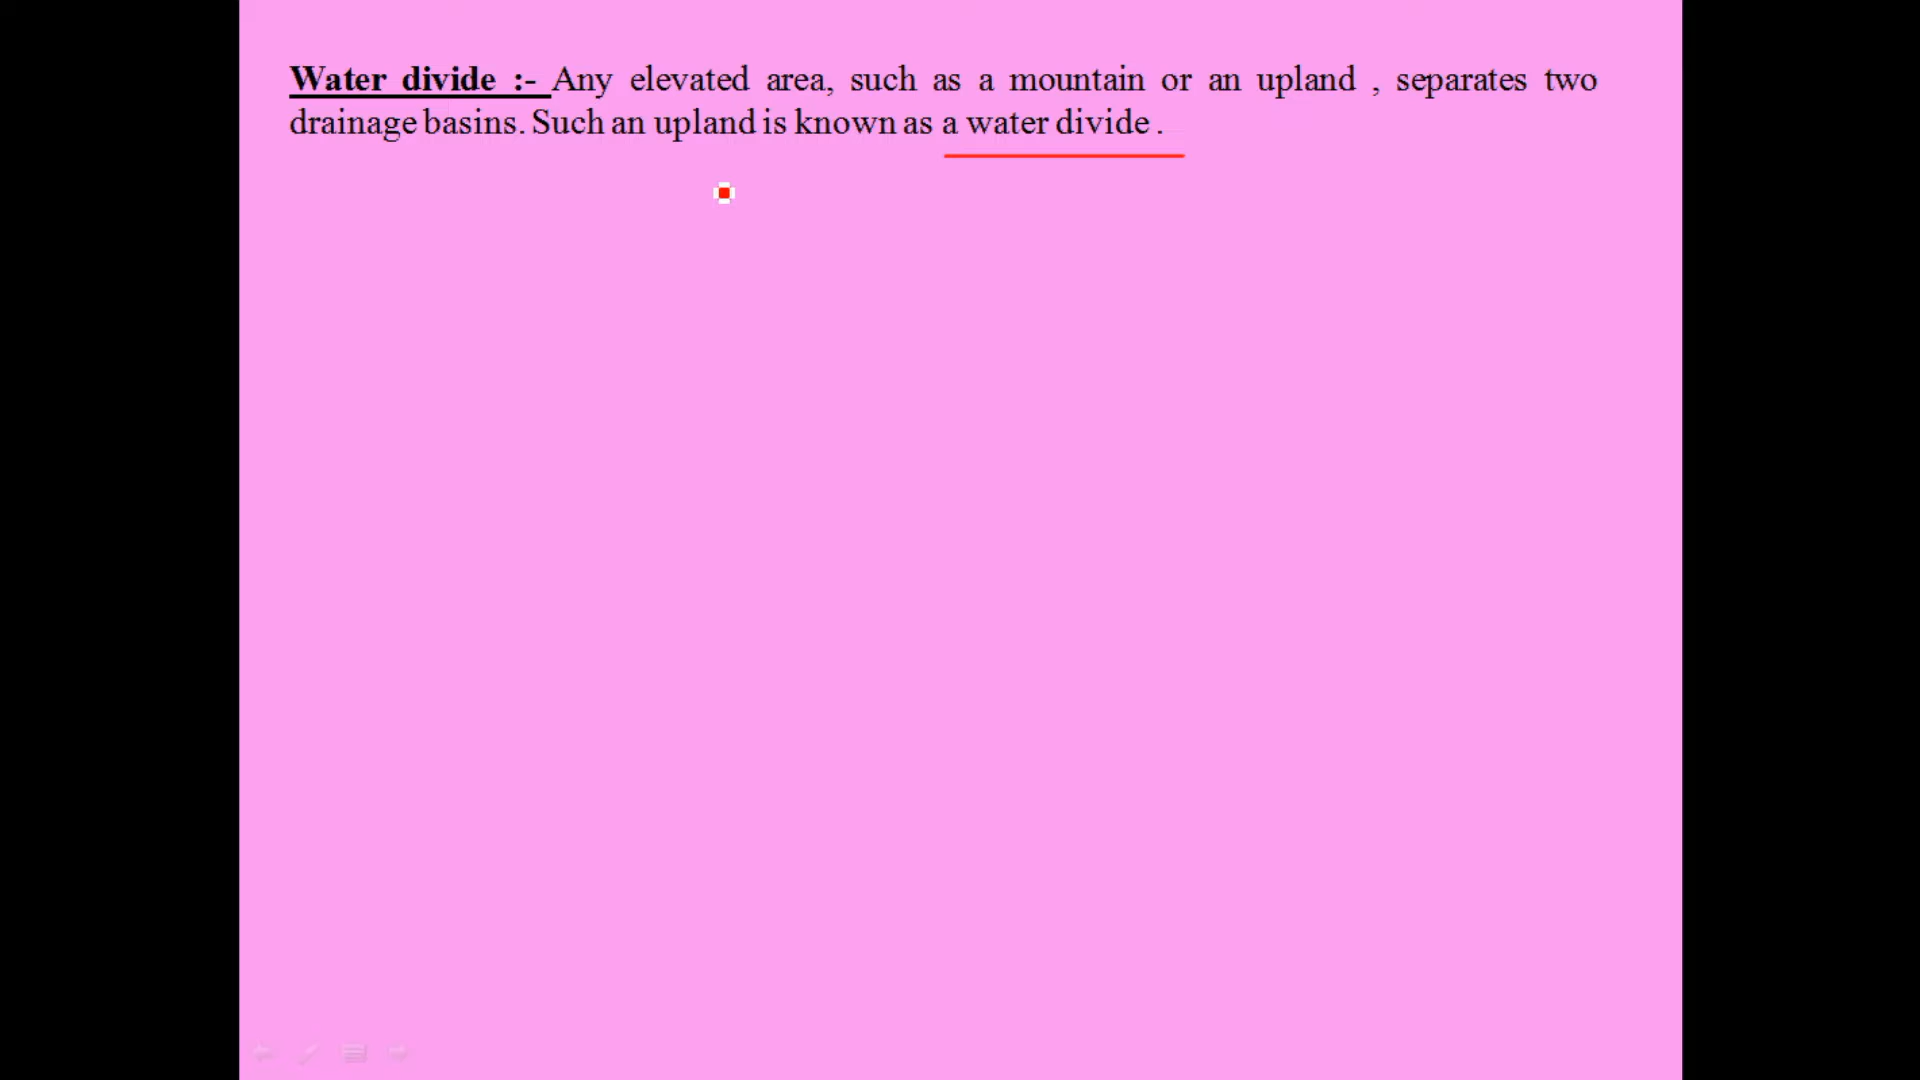 Water divide :- Any elevated area, such as a mountain or an upland , separates two
drainage basins. Such an upland is known as a water divide .